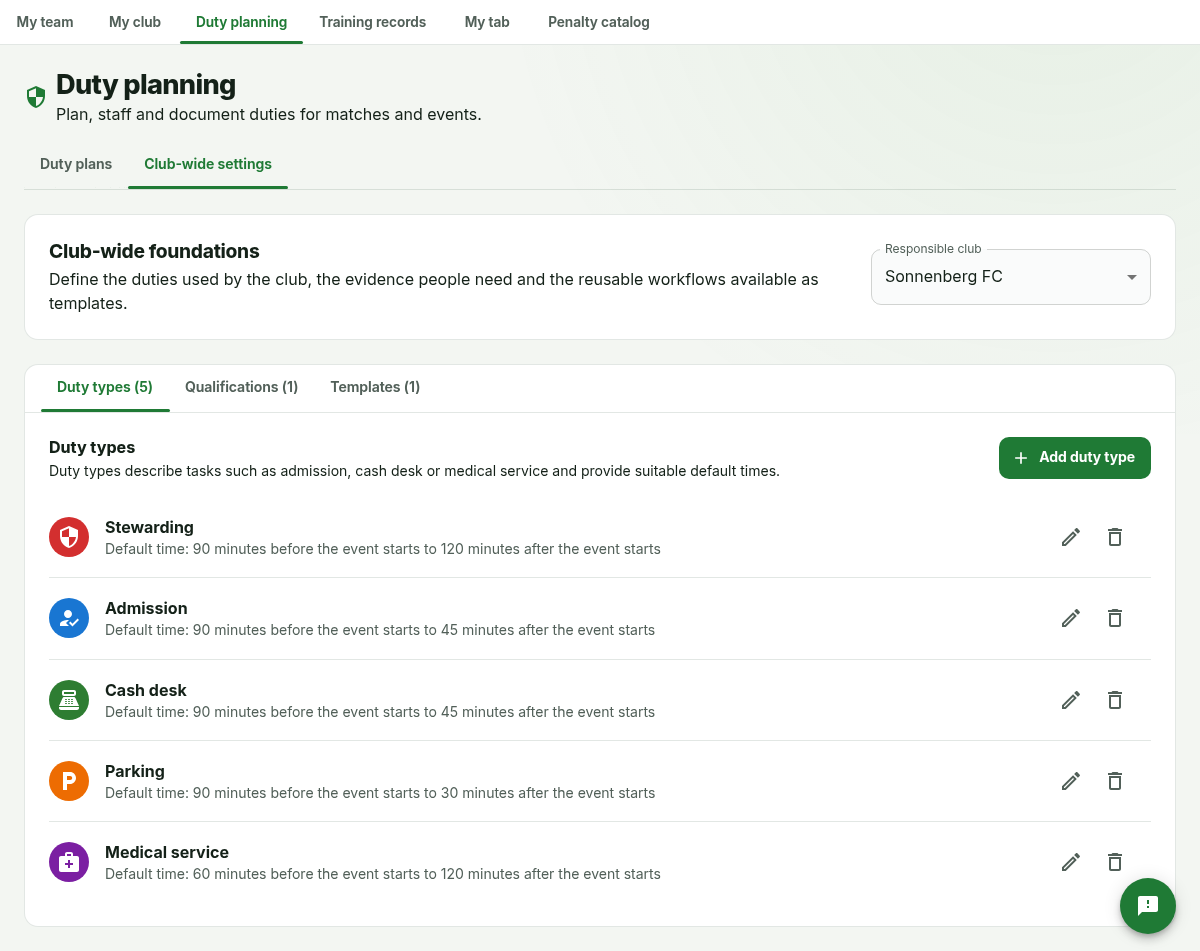 My team
My club
Duty planning
Training records
My tab
Penalty catalog
Duty planning
Plan, staff and document duties for matches and events.
Duty plans
Club-wide settings
Club-wide foundations
Define the duties used by the club, the evidence people need and the reusable workflows available as
templates.
Responsible club
Sonnenberg FC
Duty types (5)
Qualifications (1)
Templates (1)
Duty types
Duty types describe tasks such as admission, cash desk or medical service and provide suitable default times.
Add duty type
Stewarding
Default time: 90 minutes before the event starts to 120 minutes after the event starts
Admission
Default time: 90 minutes before the event starts to 45 minutes after the event starts
Cash desk
Default time: 90 minutes before the event starts to 45 minutes after the event starts
P
Parking
Default time: 90 minutes before the event starts to 30 minutes after the event starts
Medical service
Default time: 60 minutes before the event starts to 120 minutes after the event starts